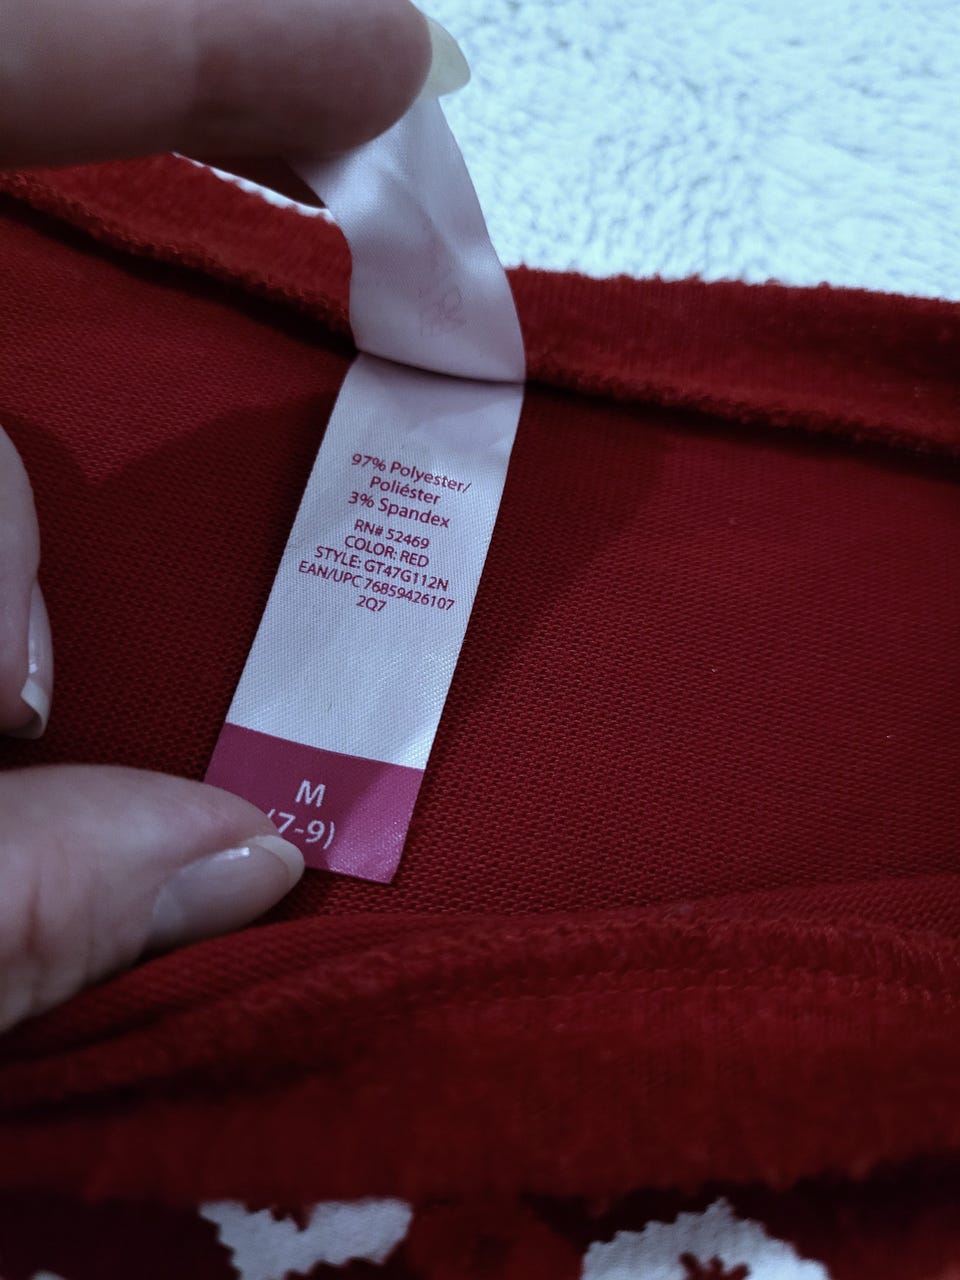 97% Polyester/
Poliéster
3% Spandex
RN# 52469
COLOR: RED
STYLE: GT47G112N
EAN/UPC 76859426107
2Q7
M
(7-9)